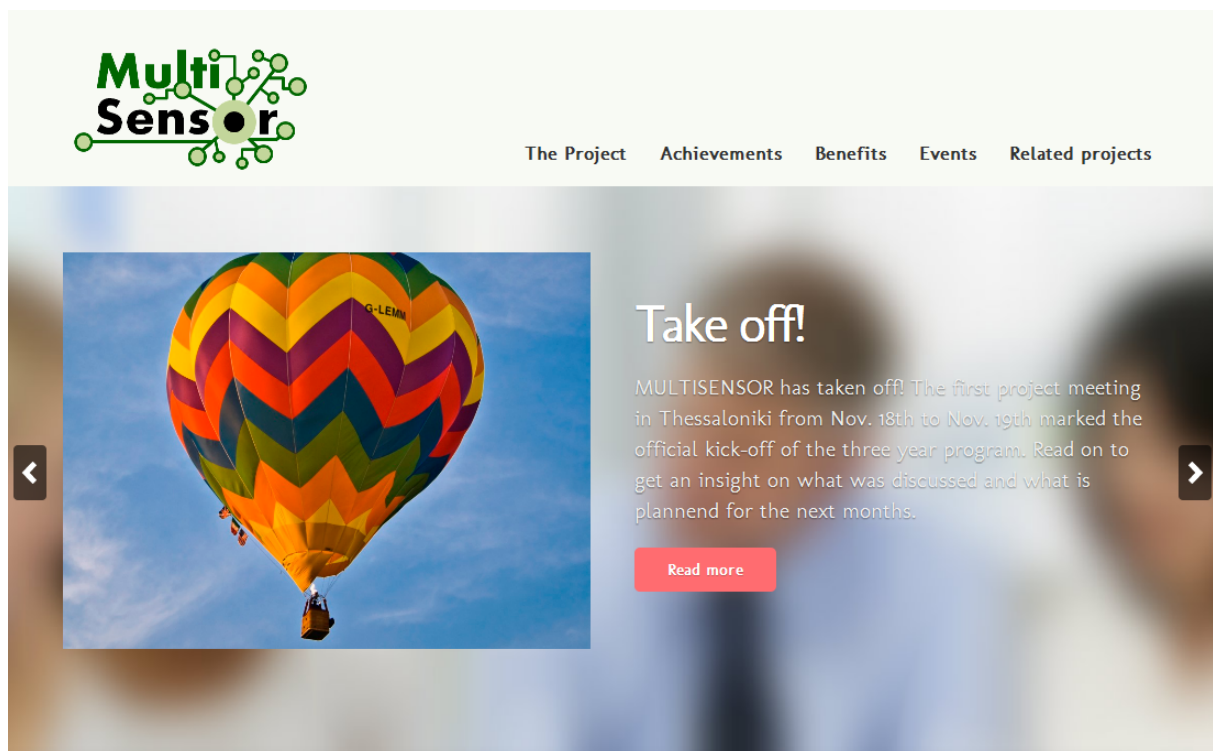 Multi
Sensor
The Project Achievements Benefits Events Related projects
G-LEMM
Take off!
MULTISENSOR has taken off! The first project meeting
in Thessaloniki from Nov. 18th to Nov. 19th marked the
official kick-off of the three year program. Read on to
get an insight on what was discussed and what is
plannend for the next months.
Read more